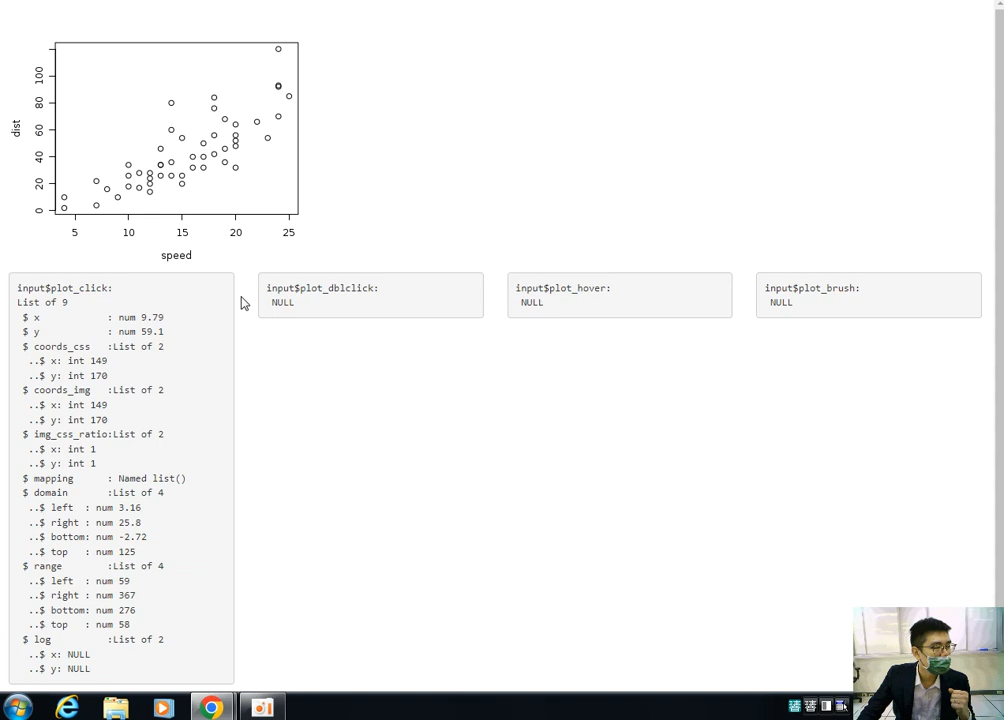 100
80
60
40
20
0
dist
5 10 15 20 25
speed
input$plot_click:
List of 9
$ x : num 9.79
$ y : num 59.1
$ coords_css :List of 2
..$ x: int 149
..$ y: int 170
$ coords_img :List of 2
..$ x: int 149
..$ y: int 170
$ img_css_ratio:List of 2
..$ x: int 1
..$ y: int 1
$ mapping : Named list()
$ domain :List of 4
..$ left : num 3.16
..$ right : num 25.8
..$ bottom: num -2.72
..$ top : num 125
$ range :List of 4
..$ left : num 59
..$ right : num 367
..$ bottom: num 276
..$ top : num 58
$ log :List of 2
..$ x: NULL
..$ y: NULL
input$plot_dblclick:
NULL
input$plot_hover:
NULL
input$plot_brush:
NULL